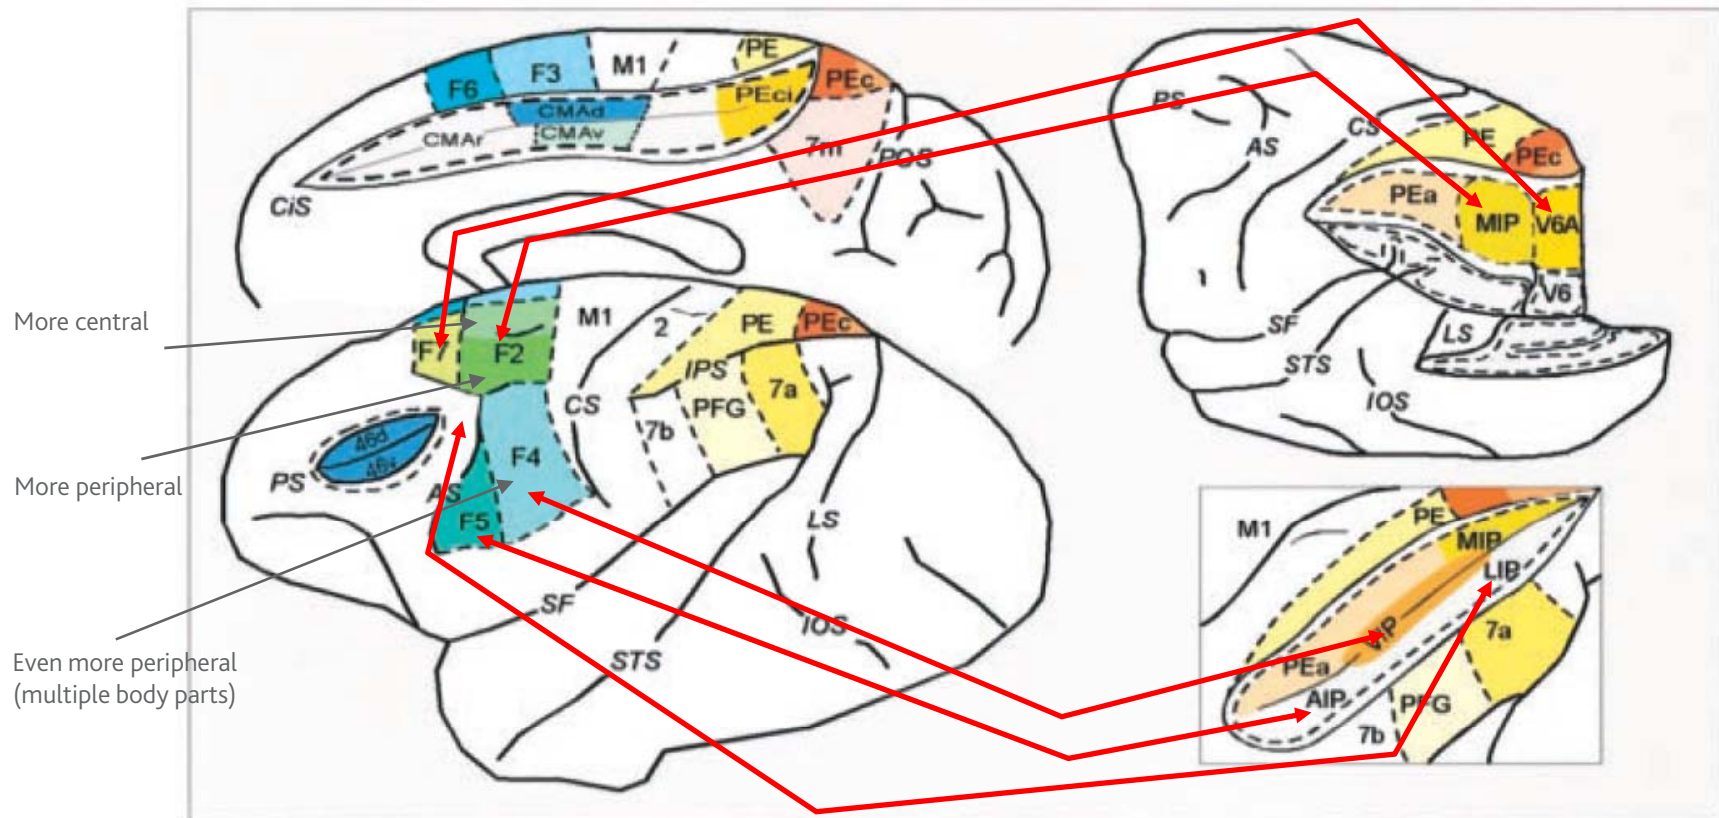 F6
F3
M1
PE
PEc
PEci
CMAd
CMAv
CMAr
7m
POS
CiS
PS
AS
CS
PE
PEc
PEa
MIP
V6A
V6
SF
LS
STS
IOS
More central
More peripheral
Even more peripheral
(multiple body parts)
F7
F2
M1
2
PE
PEc
IPS
7a
PFG
7b
CS
46d
46v
PS
AS
F4
F5
LS
SF
IOS
STS
M1
PE
MIP
LIP
VIP
7a
PEa
AIP
PFG
7b